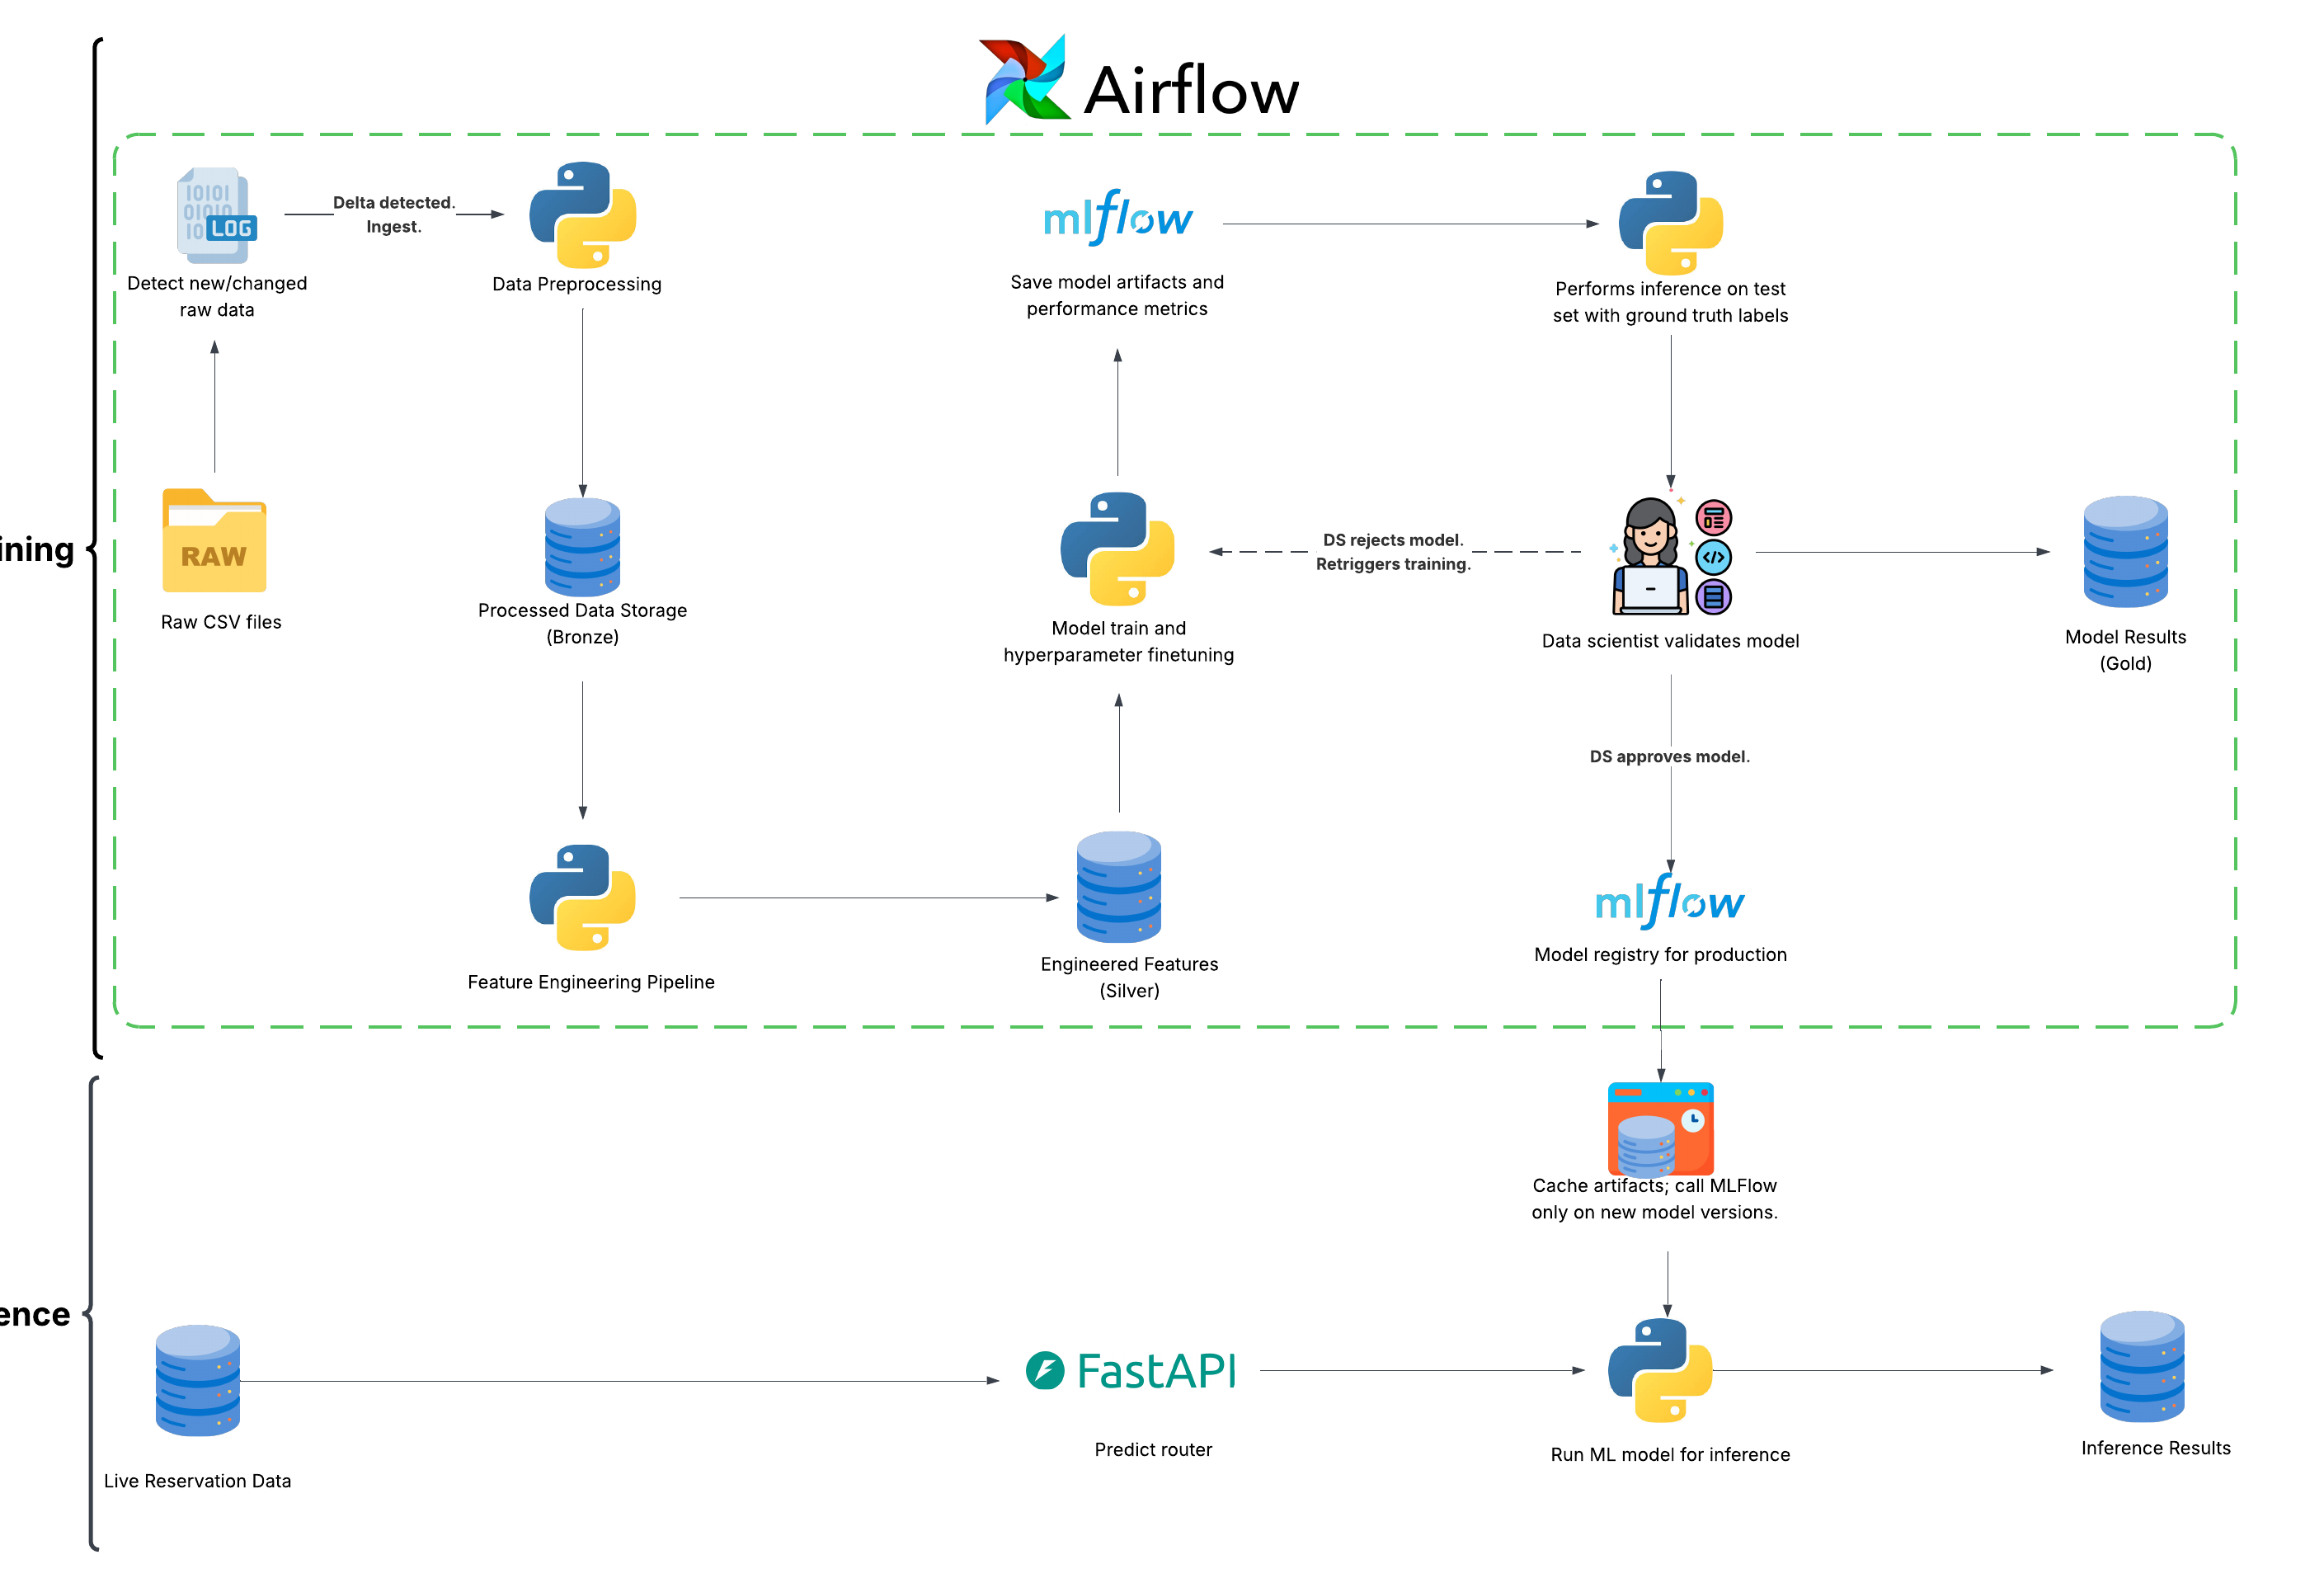 Airflow
10101
01010
10
LOG
Delta detected.
Ingest.
Detect new/changed
raw data
Data Preprocessing
mlflow
Save model artifacts and
performance metrics
Performs inference on test
set with ground truth labels
ining
RAW
Raw CSV files
Processed Data Storage
(Bronze)
Model train and
hyperparameter finetuning
DS rejects model.
Retriggers training.
Data scientist validates model
Model Results
(Gold)
DS approves model.
Feature Engineering Pipeline
Engineered Features
(Silver)
mlflow
Model registry for production
Cache artifacts; call MLFlow
only on new model versions.
ence
Live Reservation Data
FastAPI
Predict router
Run ML model for inference
Inference Results